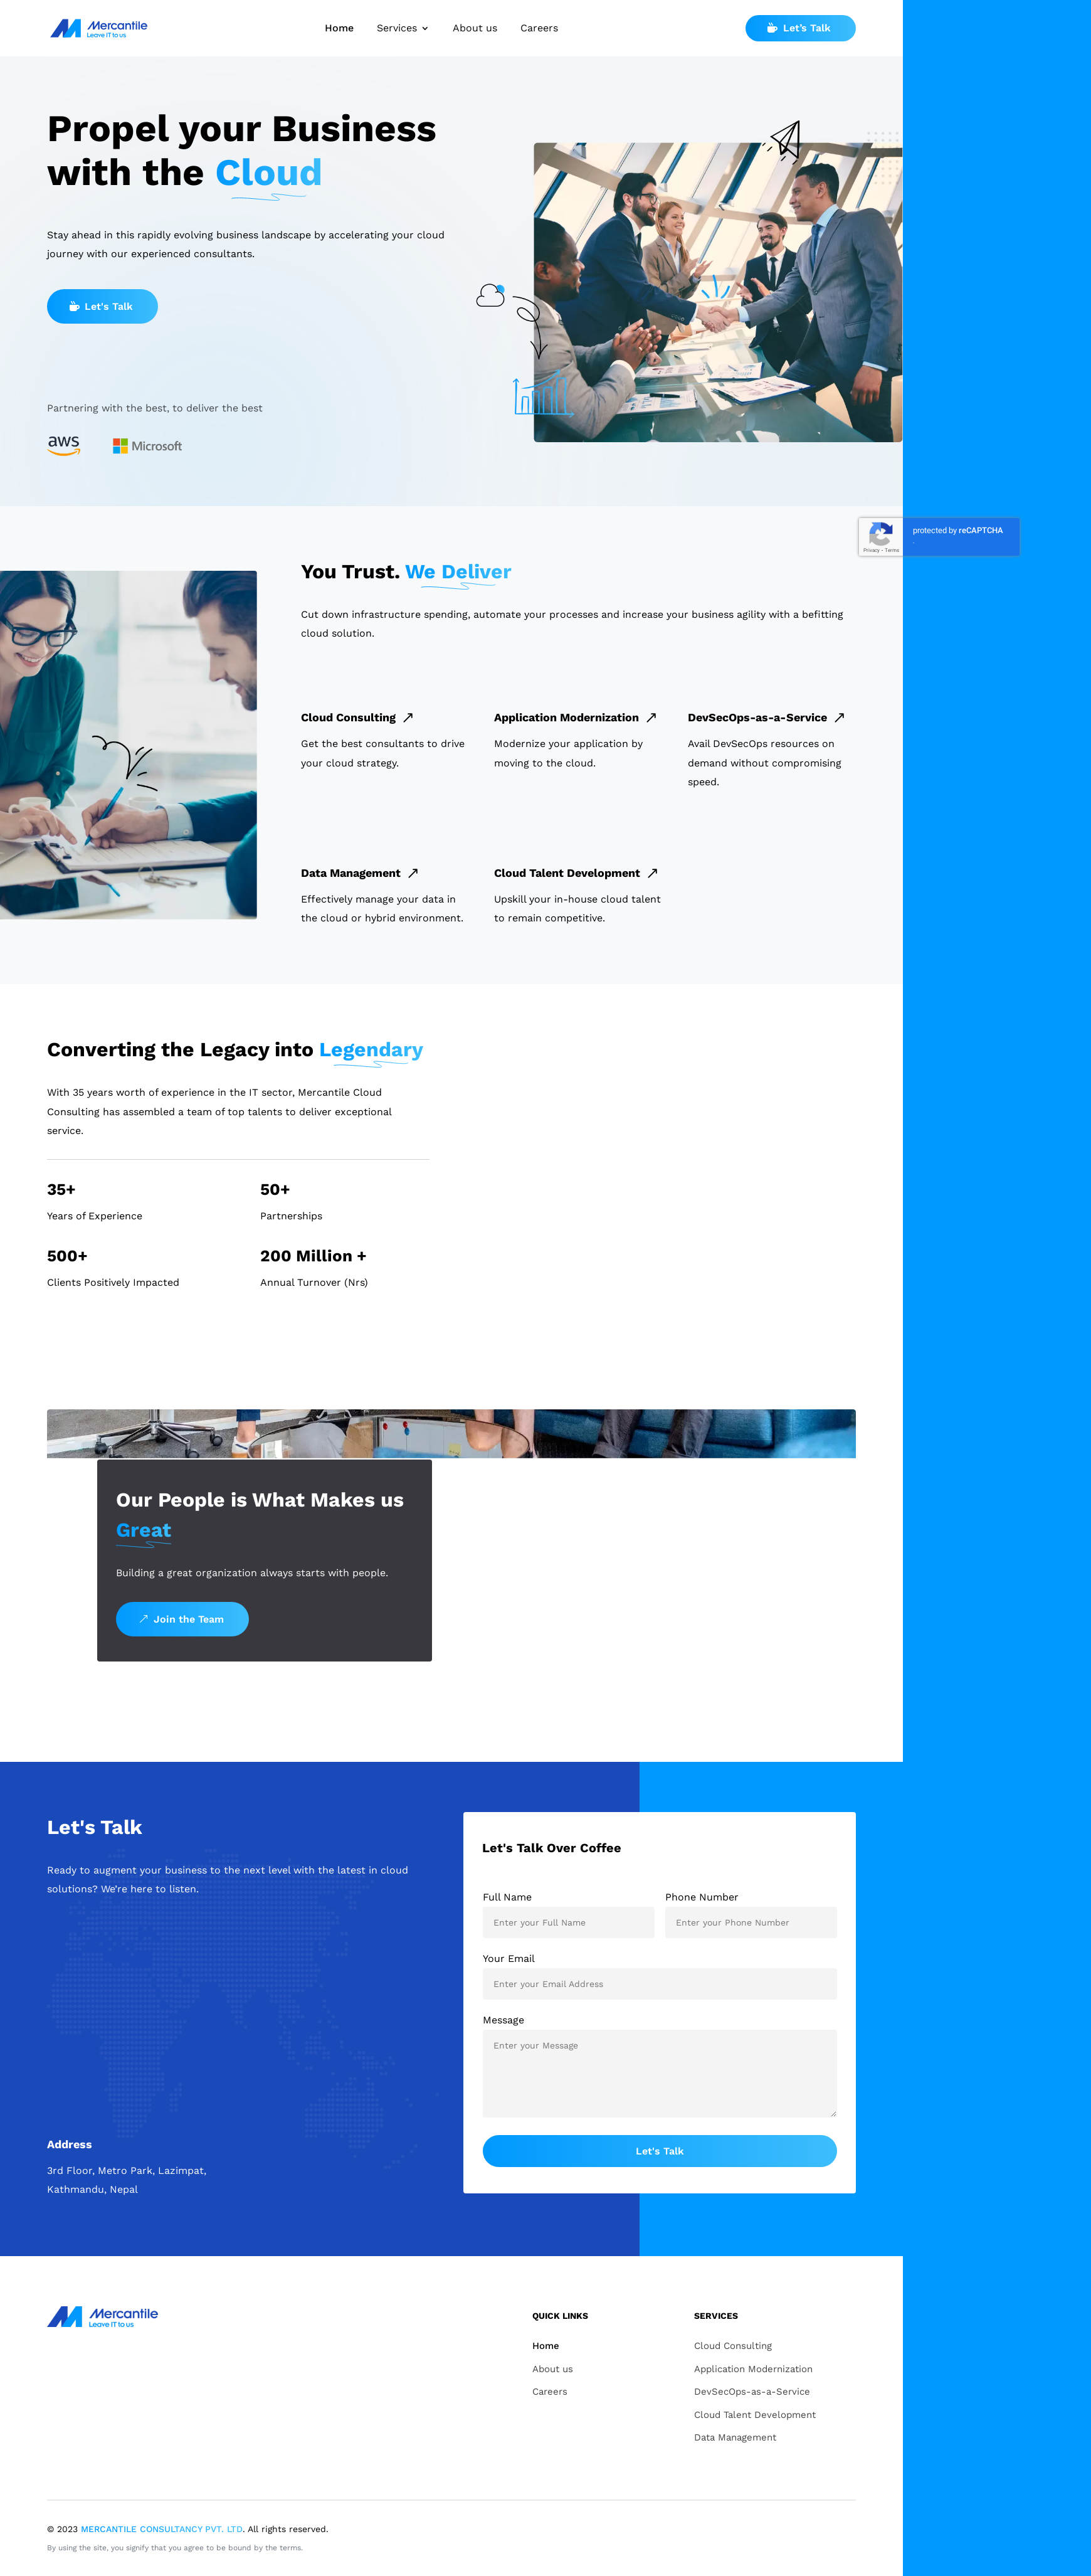 Mercantile
Leave IT to us
Home
Services
About us
Careers
Let's Talk
Propel your Business
with the Cloud
Stay ahead in this rapidly evolving business landscape by accelerating your cloud
journey with our experienced consultants.
Let's Talk
Partnering with the best, to deliver the best
aws
Microsoft
protected by reCAPTCHA
Privacy - Terms
You Trust. We Deliver
Cut down infrastructure spending, automate your processes and increase your business agility with a befitting
cloud solution.
Cloud Consulting
Get the best consultants to drive
your cloud strategy.
Application Modernization
Modernize your application by
moving to the cloud.
DevSecOps-as-a-Service
Avail DevSecOps resources on
demand without compromising
speed.
Data Management
Effectively manage your data in
the cloud or hybrid environment.
Cloud Talent Development
Upskill your in-house cloud talent
to remain competitive.
Converting the Legacy into Legendary
With 35 years worth of experience in the IT sector, Mercantile Cloud
Consulting has assembled a team of top talents to deliver exceptional
service.
35+
Years of Experience
50+
Partnerships
500+
Clients Positively Impacted
200 Million +
Annual Turnover (Nrs)
Our People is What Makes us
Great
Building a great organization always starts with people.
Join the Team
Let's Talk
Ready to augment your business to the next level with the latest in cloud
solutions? We're here to listen.
Address
3rd Floor, Metro Park, Lazimpat,
Kathmandu, Nepal
Let's Talk Over Coffee
Full Name
Enter your Full Name
Phone Number
Enter your Phone Number
Your Email
Enter your Email Address
Message
Enter your Message
Let's Talk
Mercantile
Leave IT to us
QUICK LINKS
Home
About us
Careers
SERVICES
Cloud Consulting
Application Modernization
DevSecOps-as-a-Service
Cloud Talent Development
Data Management
© 2023 MERCANTILE CONSULTANCY PVT. LTD. All rights reserved.
By using the site, you signify that you agree to be bound by the terms.